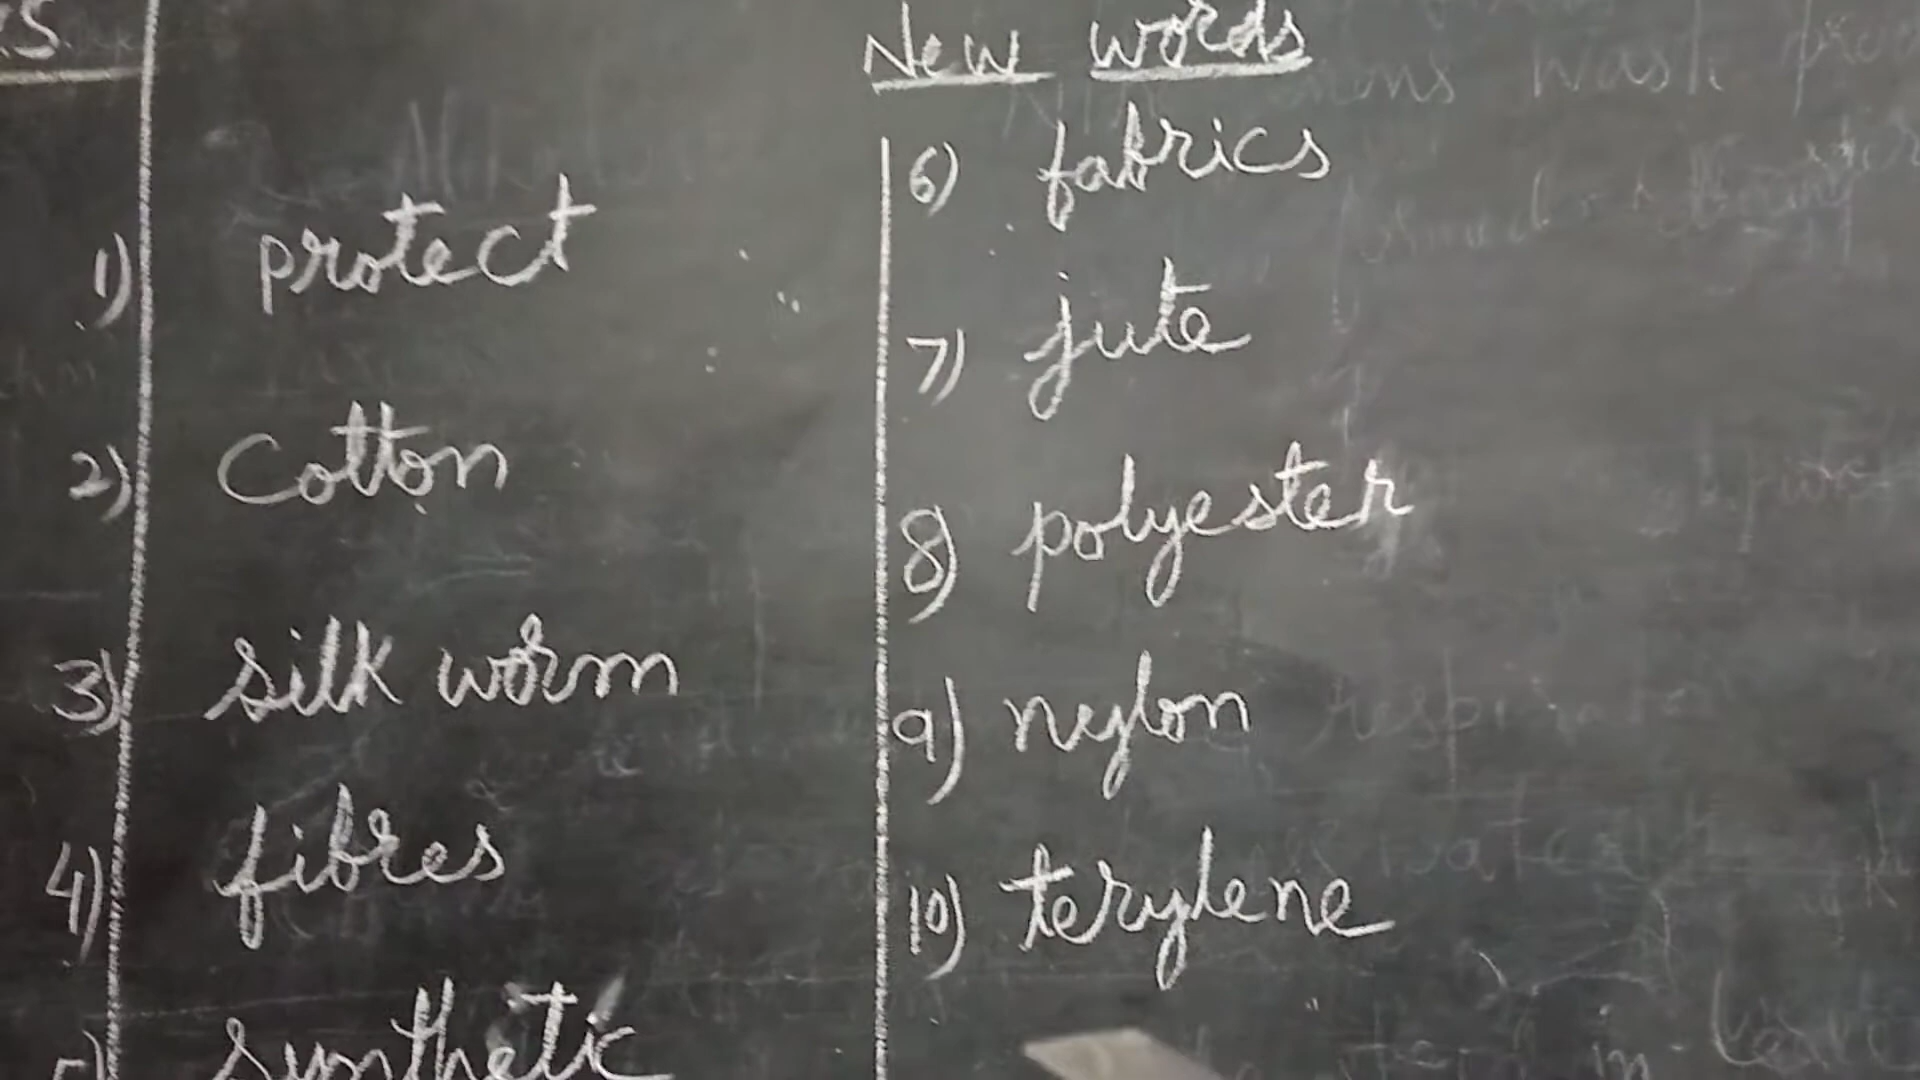 New words
1) protect
2) Cotton
3) silk worm
4) fibres
5) synthetic
6) fabrics
7) jute
8) polyester
9) nylon
10) terylene